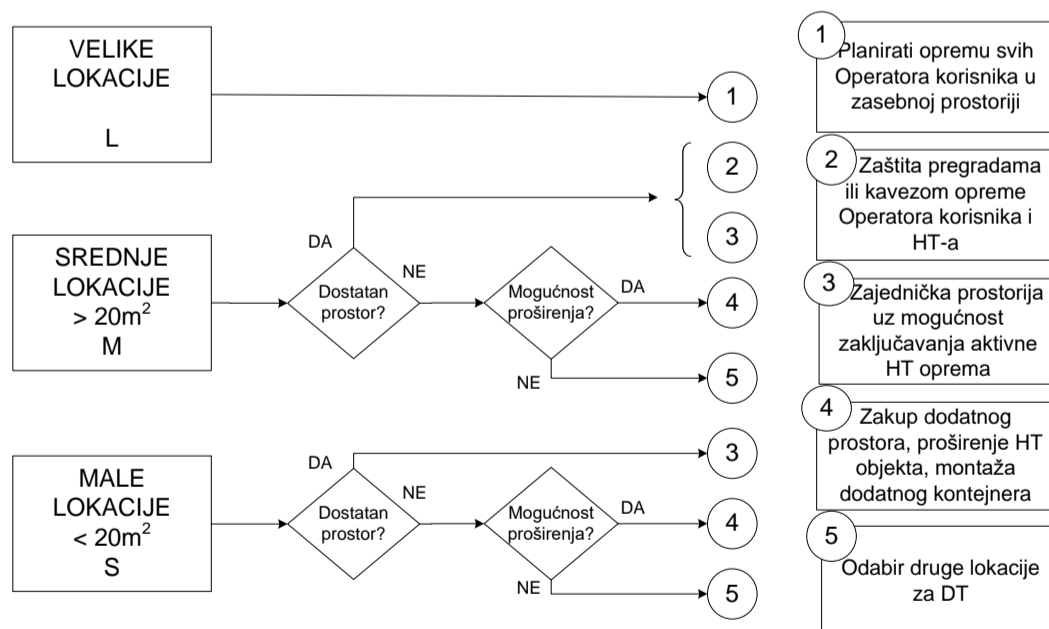 VELIKE
LOKACIJE
L
1
2
3
SREDNJE
LOKACIJE
> 20m²
M
DA
Dostatan
prostor?
NE
Mogućnost
proširenja?
DA
4
NE
5
MALE
LOKACIJE
< 20m²
S
DA
3
Dostatan
prostor?
NE
Mogućnost
proširenja?
DA
4
NE
5
1
Planirati opremu svih
Operatora korisnika u
zasebnoj prostoriji
2
Zaštita pregradama
ili kavezom opreme
Operatora korisnika i
HT-a
3
Zajednička prostorija
uz mogućnost
zaključavanja aktivne
HT oprema
4
Zakup dodatnog
prostora, proširenje HT
objekta, montaža
dodatnog kontejnera
5
Odabir druge lokacije
za DT